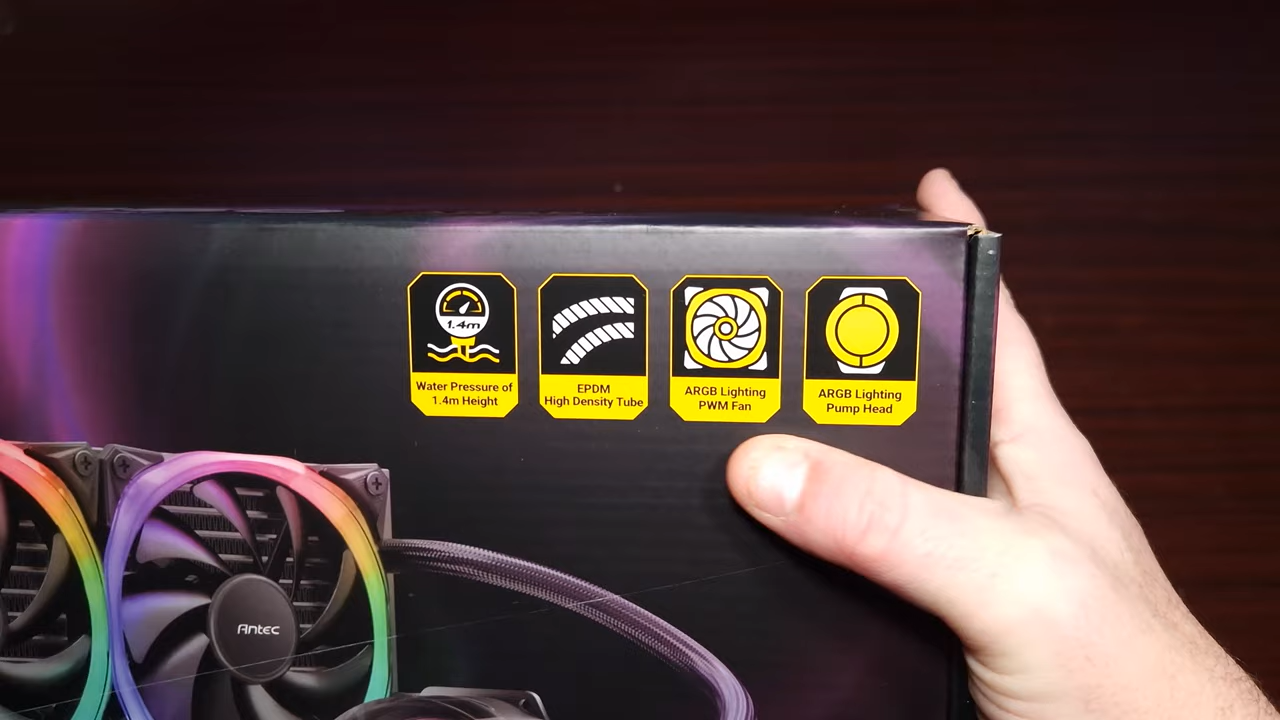 1.4m
Water Pressure of
1.4m Height
EPDM
High Density Tube
ARGB Lighting
PWM Fan
ARGB Lighting
Pump Head
Antec